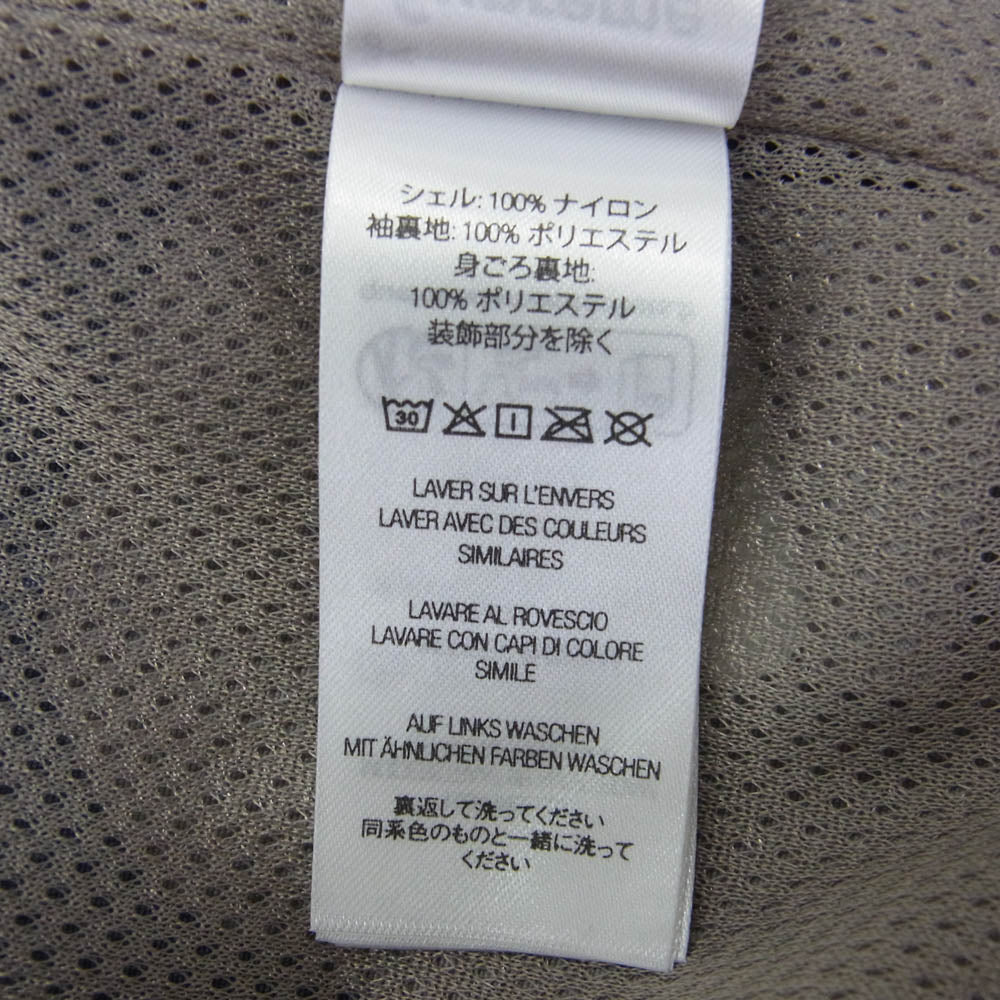 シェル: 100% ナイロン
袖裏地: 100% ポリエステル
身ごろ裏地:
100% ポリエステル
装飾部分を除く
30
LAVER SUR L'ENVERS
LAVER AVEC DES COULEURS
SIMILAIRES
LAVARE AL ROVESCIO
LAVARE CON CAPI DI COLORE
SIMILE
AUF LINKS WASCHEN
MIT ÄHNLICHEN FARBEN WASCHEN
裏返して洗ってください
同系色のものと一緒に洗って
ください